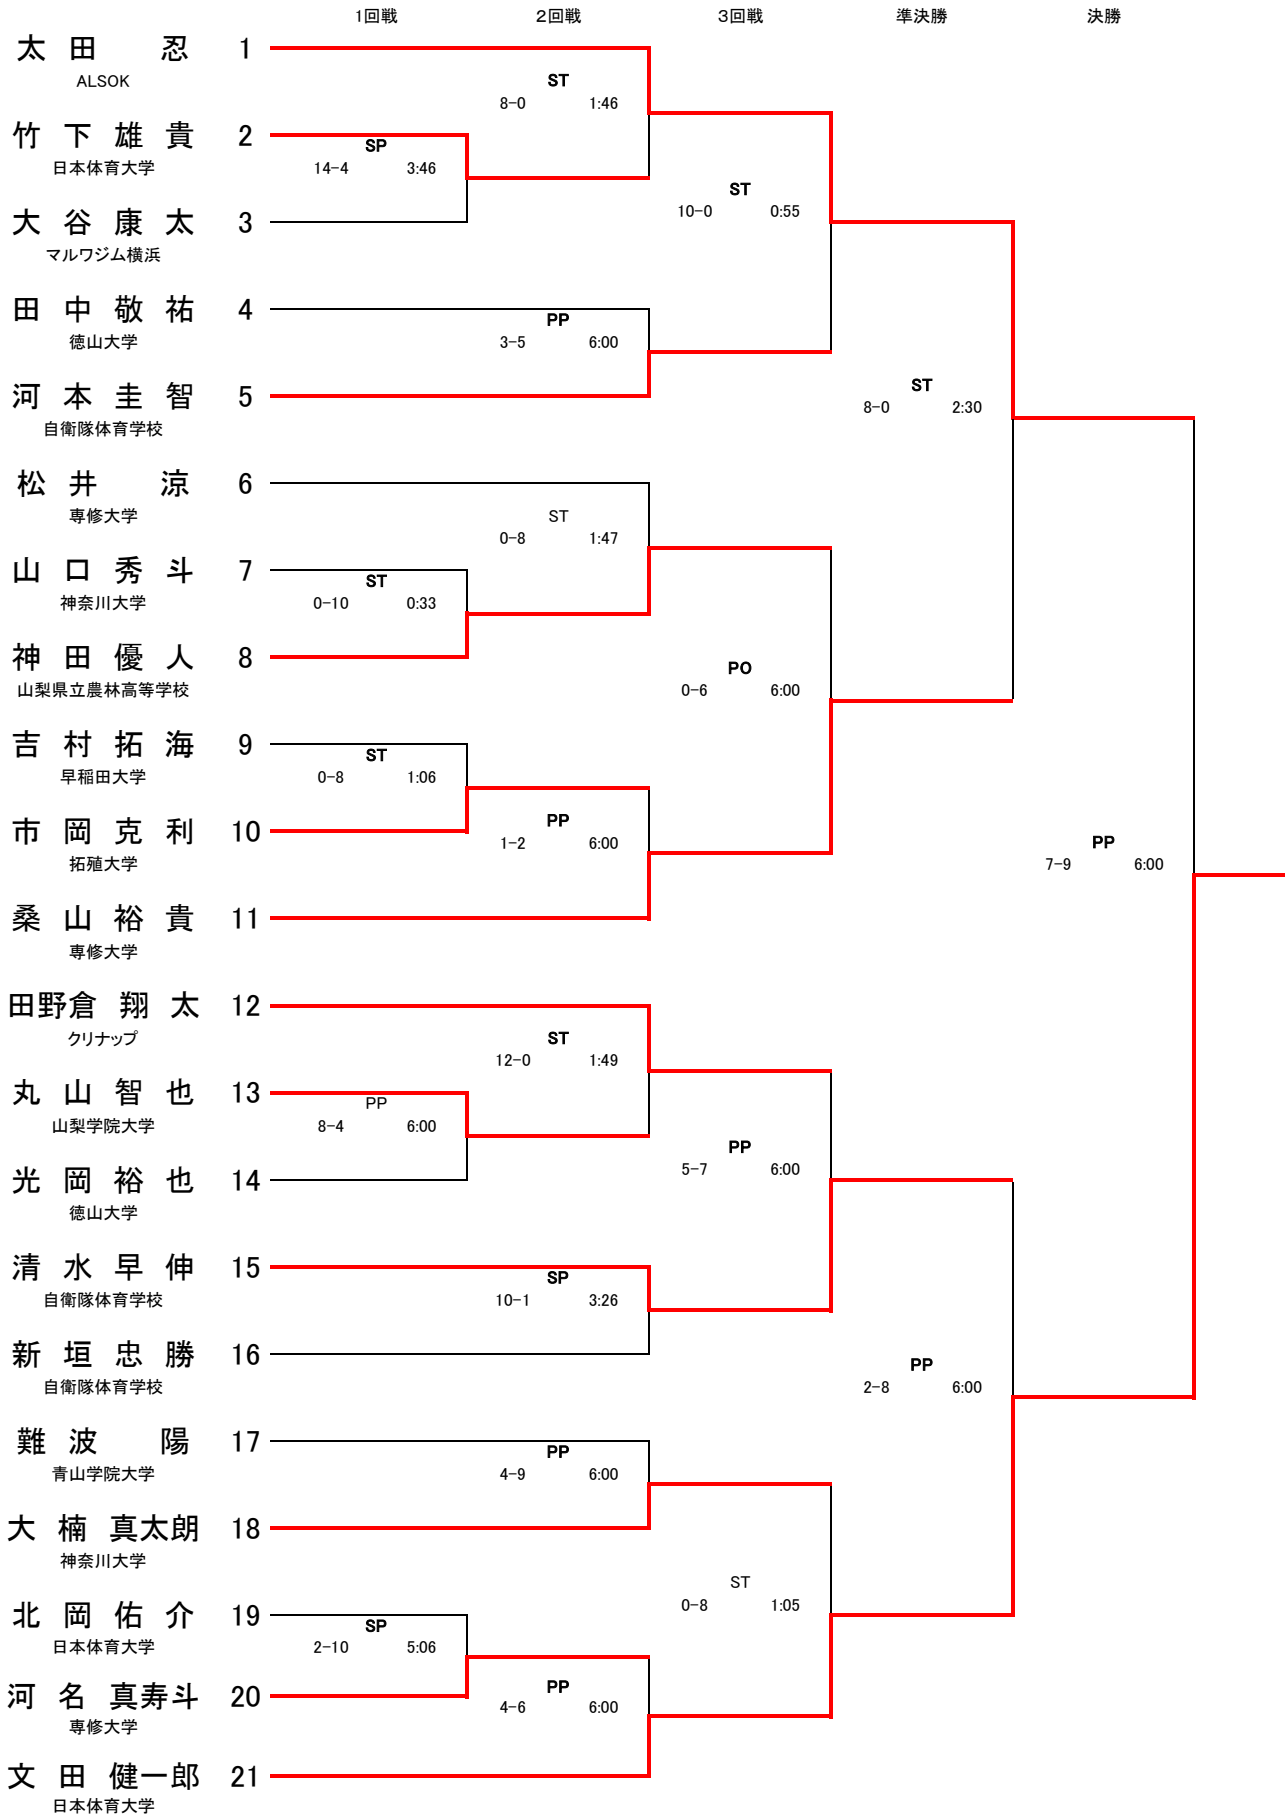 1回戦 2回戦 3回戦 準決勝 決勝
太田 忍 1
ALSOK
ST
8-0 1:46
竹下雄貴 2
日本体育大学
SP
14-4 3:46
大谷康太 3
マルワジム横浜
ST
10-0 0:55
田中敬祐 4
徳山大学
PP
3-5 6:00
河本圭智 5
自衛隊体育学校
ST
8-0 2:30
松井 涼 6
専修大学
ST
0-8 1:47
山口秀斗 7
神奈川大学
ST
0-10 0:33
神田優人 8
山梨県立農林高等学校
PO
0-6 6:00
吉村拓海 9
早稲田大学
ST
0-8 1:06
市岡克利 10
拓殖大学
PP
1-2 6:00
PP
7-9 6:00
桑山裕貴 11
専修大学
田野倉翔太 12
クリナップ
ST
12-0 1:49
丸山智也 13
山梨学院大学
PP
8-4 6:00
PP
5-7 6:00
光岡裕也 14
徳山大学
清水早伸 15
自衛隊体育学校
SP
10-1 3:26
新垣忠勝 16
自衛隊体育学校
PP
2-8 6:00
難波 陽 17
青山学院大学
PP
4-9 6:00
大楠真太朗 18
神奈川大学
ST
0-8 1:05
北岡佑介 19
日本体育大学
SP
2-10 5:06
河名真寿斗 20
専修大学
PP
4-6 6:00
文田健一郎 21
日本体育大学